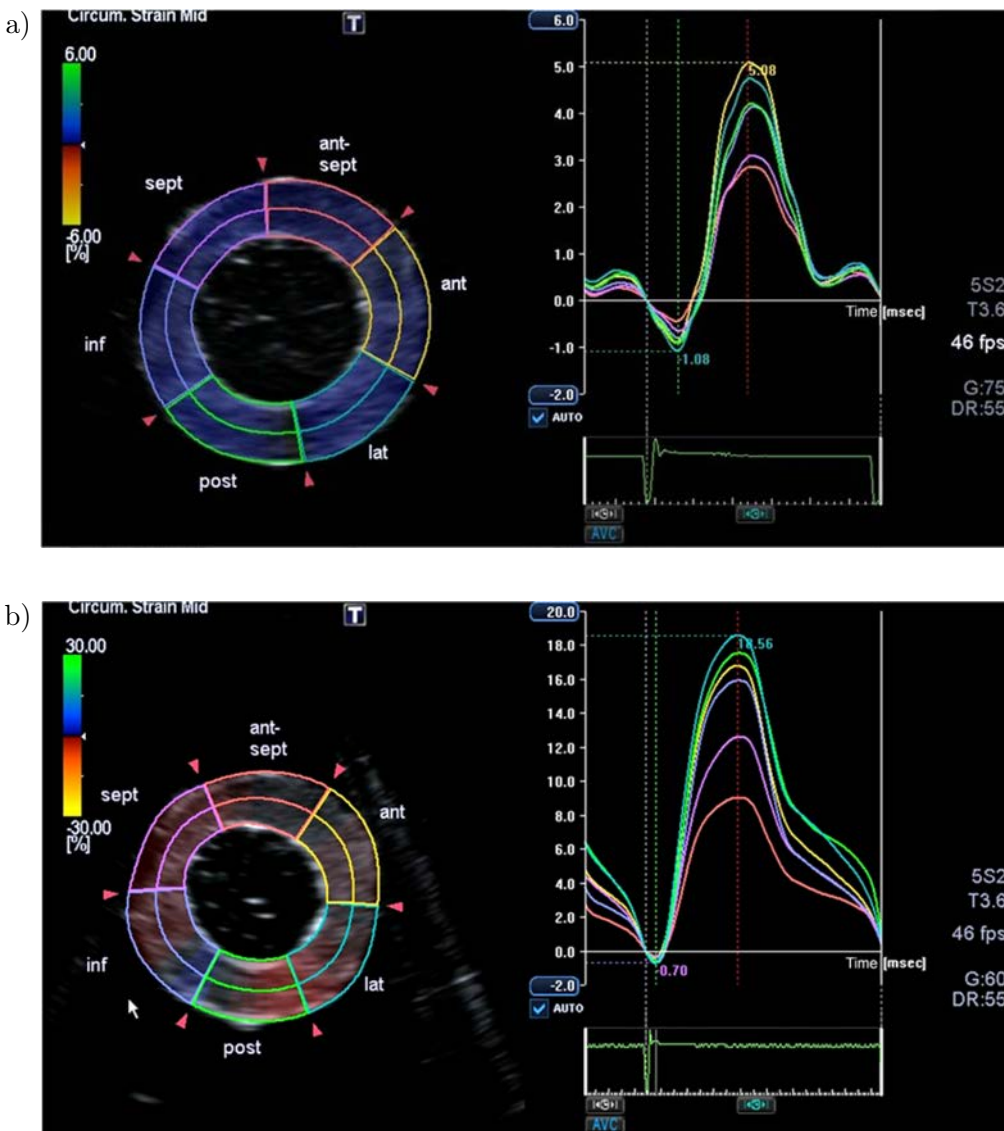 a)
Circum. Strain Mid
T
6.00
-6.00
[%]
ant-
sept
sept
ant
inf
lat
post
6.0
5.0
4.0
3.0
2.0
1.0
0.0
-1.0
-2.0
5.08
-1.08
Time [msec]
AUTO
AVC
5S2
T3.6
46 fps
G:75
DR:55
b)
Circum. Strain Mid
T
30.00
-30.00
[%]
ant-
sept
sept
ant
inf
lat
post
20.0
18.0
16.0
14.0
12.0
10.0
8.0
6.0
4.0
2.0
0.0
-2.0
18.56
-0.70
Time [msec]
AUTO
AVC
5S2
T3.6
46 fps
G:60
DR:55